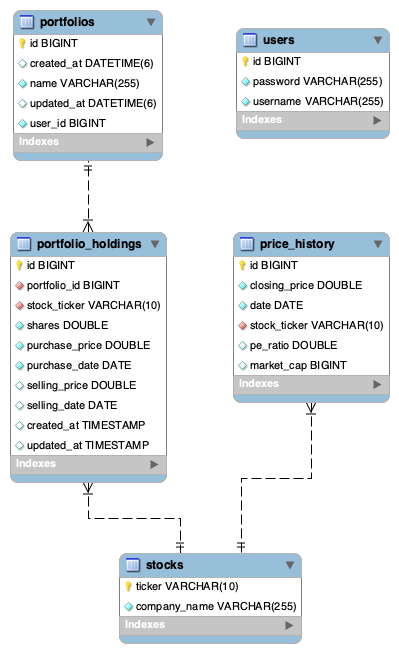 portfolios
id BIGINT
created_at DATETIME(6)
name VARCHAR(255)
updated_at DATETIME(6)
user_id BIGINT
Indexes
users
id BIGINT
password VARCHAR(255)
username VARCHAR(255)
Indexes
portfolio_holdings
id BIGINT
portfolio_id BIGINT
stock_ticker VARCHAR(10)
shares DOUBLE
purchase_price DOUBLE
purchase_date DATE
selling_price DOUBLE
selling_date DATE
created_at TIMESTAMP
updated_at TIMESTAMP
Indexes
price_history
id BIGINT
closing_price DOUBLE
date DATE
stock_ticker VARCHAR(10)
pe_ratio DOUBLE
market_cap BIGINT
Indexes
stocks
ticker VARCHAR(10)
company_name VARCHAR(255)
Indexes